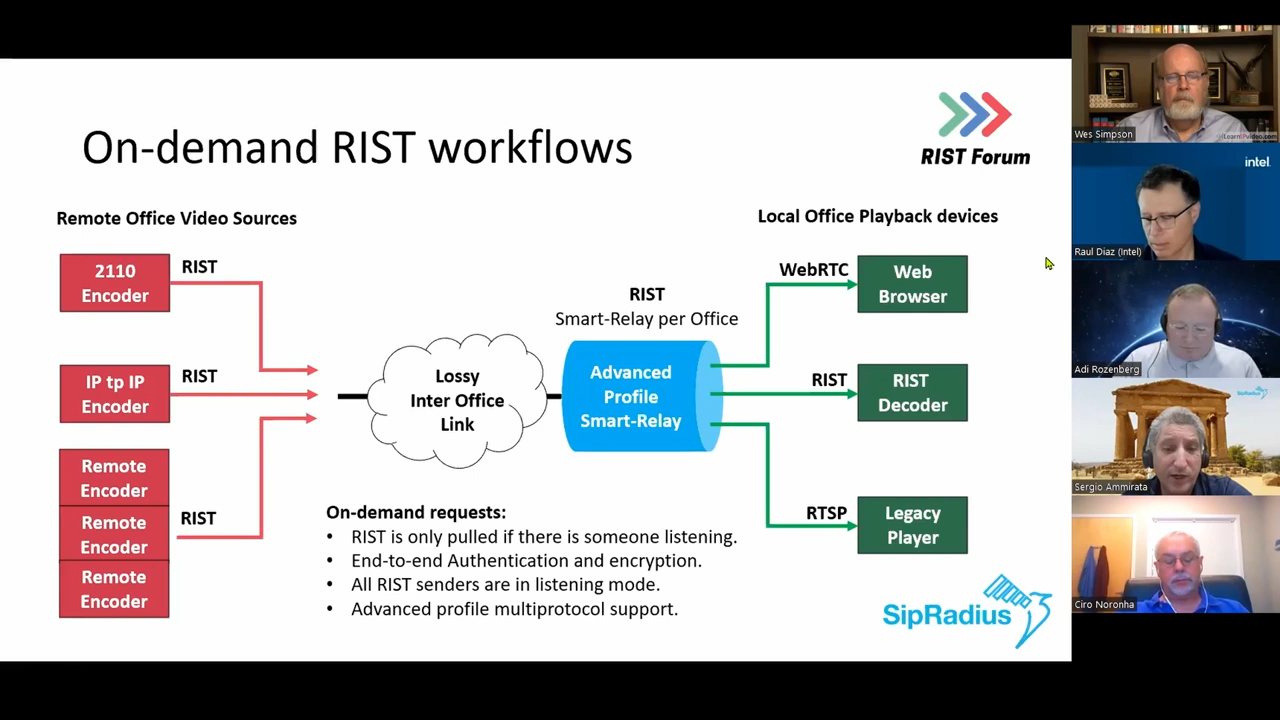 On-demand RIST workflows
RIST Forum
Remote Office Video Sources
Local Office Playback devices
2110
Encoder
RIST
IP tp IP
Encoder
RIST
Remote
Encoder
Remote
Encoder
Remote
Encoder
RIST
Lossy
Inter Office
Link
RIST
Smart-Relay per Office
Advanced
Profile
Smart-Relay
WebRTC
Web
Browser
RIST
RIST
Decoder
RTSP
Legacy
Player
On-demand requests:
• RIST is only pulled if there is someone listening.
• End-to-end Authentication and encryption.
• All RIST senders are in listening mode.
• Advanced profile multiprotocol support.
SipRadius
Wes Simpson
LearnIPvideo.com
intel.
Raul Diaz (Intel)
Adi Rozenberg
SipRadius
Sergio Ammirata
Ciro Noronha